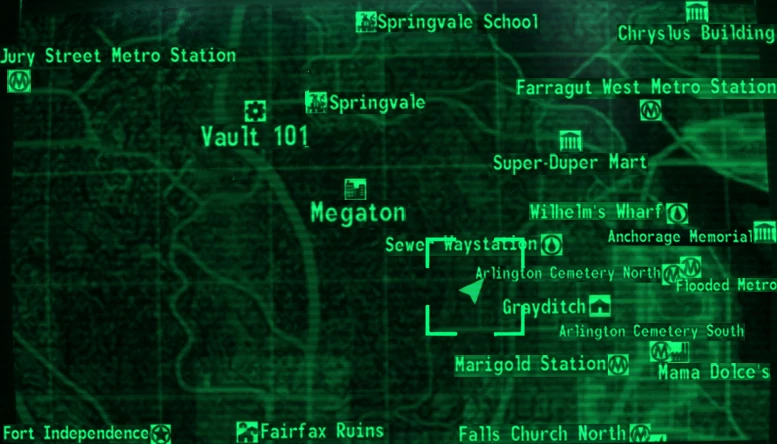 Springvale School
Chryslus Building
Jury Street Metro Station
Farragut West Metro Station
Springvale
Vault 101
Super-Duper Mart
Megaton
Wilhelm's Wharf
Anchorage Memorial
Sewer Waystation
Arlington Cemetery North
Flooded Metro
Grayditch
Arlington Cemetery South
Marigold Station
Mama Dolce's
Fort Independence
Fairfax Ruins
Falls Church North